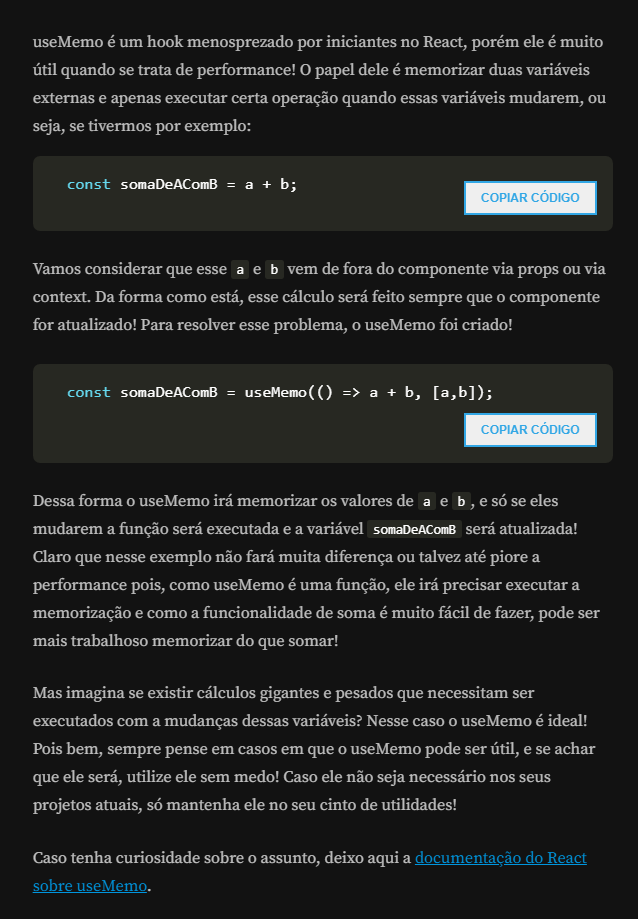 useMemo é um hook menosprezado por iniciantes no React, porém ele é muito
útil quando se trata de performance! O papel dele é memorizar duas variáveis
externas e apenas executar certa operação quando essas variáveis mudarem, ou
seja, se tivermos por exemplo:
const somaDeAComB = a + b;
COPIAR CÓDIGO
Vamos considerar que esse a e b vem de fora do componente via props ou via
context. Da forma como está, esse cálculo será feito sempre que o componente
for atualizado! Para resolver esse problema, o useMemo foi criado!
const somaDeAComB = useMemo(() => a + b, [a,b]);
COPIAR CÓDIGO
Dessa forma o useMemo irá memorizar os valores de a e b, e só se eles
mudarem a função será executada e a variável somaDeAComB será atualizada!
Claro que nesse exemplo não fará muita diferença ou talvez até piore a
performance pois, como useMemo é uma função, ele irá precisar executar a
memorização e como a funcionalidade de soma é muito fácil de fazer, pode ser
mais trabalhoso memorizar do que somar!
Mas imagina se existir cálculos gigantes e pesados que necessitam ser
executados com a mudanças dessas variáveis? Nesse caso o useMemo é ideal!
Pois bem, sempre pense em casos em que o useMemo pode ser útil, e se achar
que ele será, utilize ele sem medo! Caso ele não seja necessário nos seus
projetos atuais, só mantenha ele no seu cinto de utilidades!
Caso tenha curiosidade sobre o assunto, deixo aqui a documentação do React
sobre useMemo.